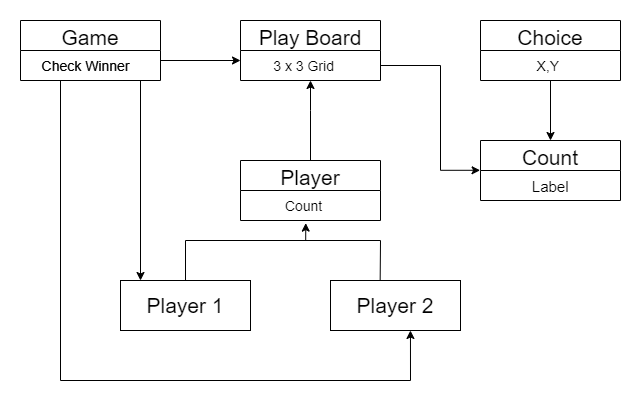 Game
Check Winner
Play Board
3 x 3 Grid
Choice
X,Y
Count
Label
Player
Count
Player 1
Player 2